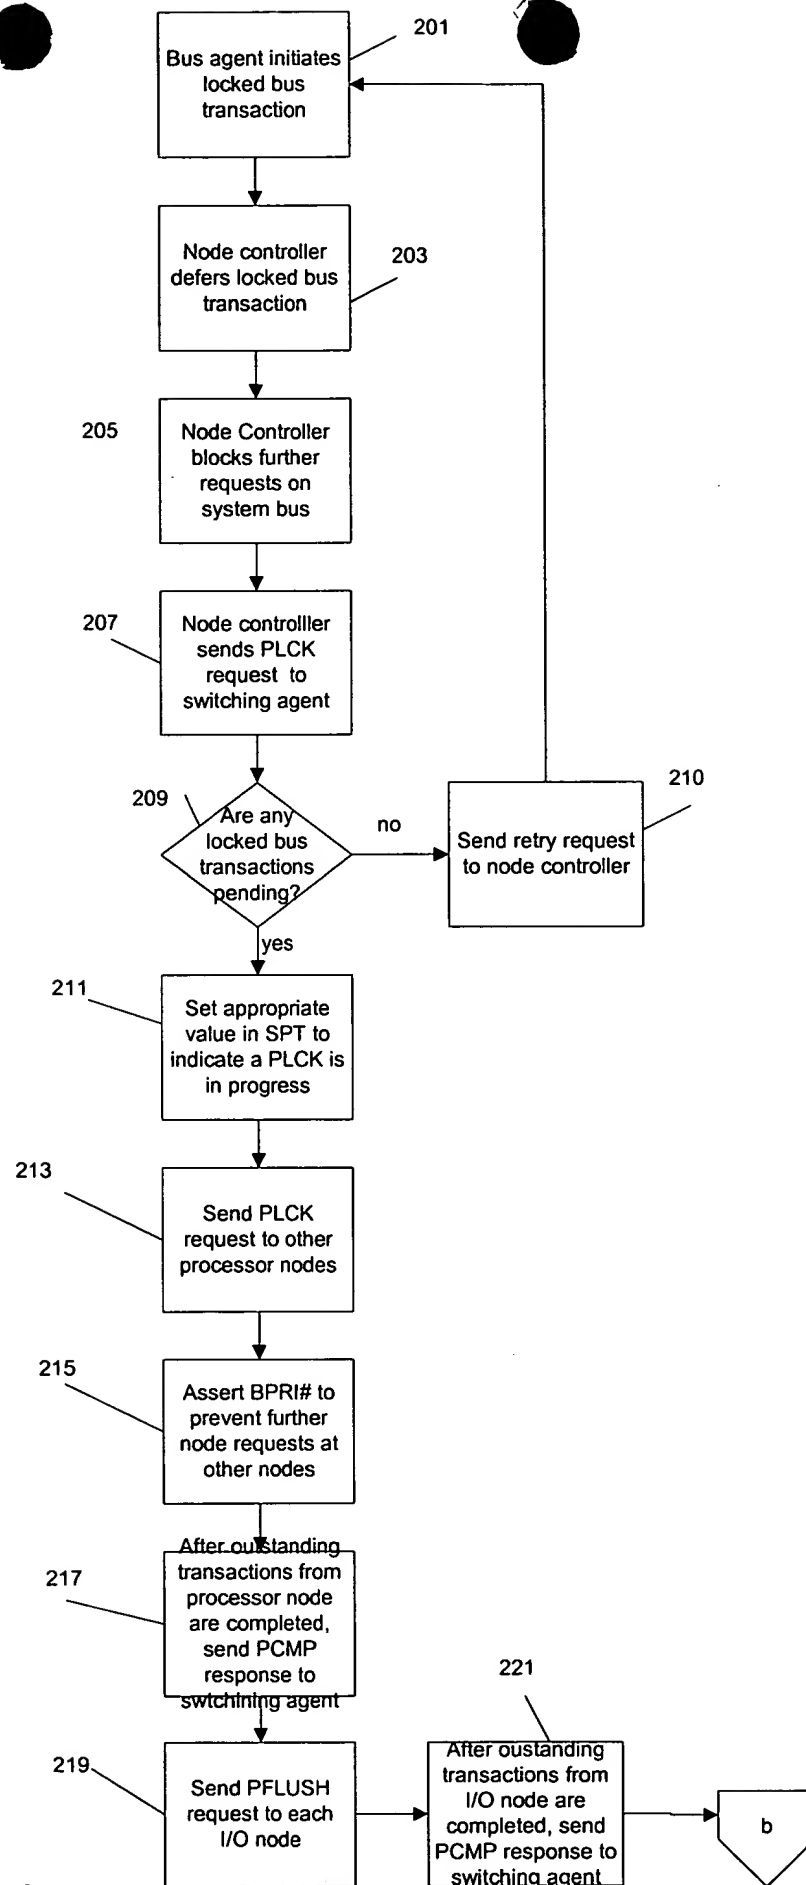 201
Bus agent initiates
locked bus
transaction
203
Node controller
defers locked bus
transaction
205
Node Controller
blocks further
requests on
system bus
207
Node controlller
sends PLCK
request to
switching agent
209
Are any
locked bus
transactions
pending?
no
210
Send retry request
to node controller
yes
211
Set appropriate
value in SPT to
indicate a PLCK is
in progress
213
Send PLCK
request to other
processor nodes
215
Assert BPRI# to
prevent further
node requests at
other nodes
217
After outstanding
transactions from
processor node
are completed,
send PCMP
response to
swtchining agent
219
Send PFLUSH
request to each
I/O node
221
After oustanding
transactions from
I/O node are
completed, send
PCMP response to
switching agent
b